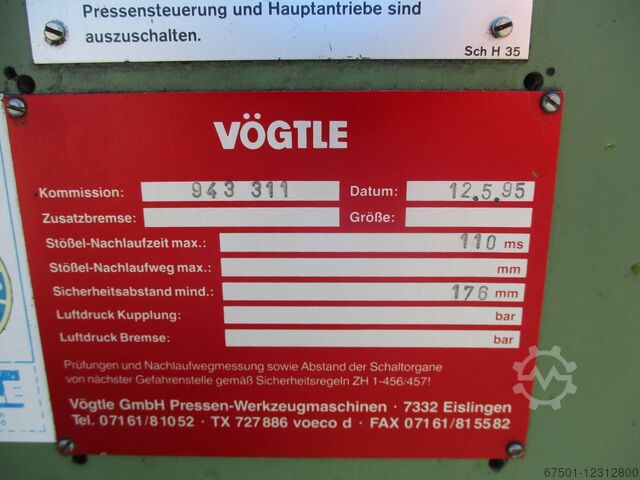 Pressensteuerung und Hauptantriebe sind
auszuschalten.
Sch H 35
VÖGTLE
Kommission: 943 311 Datum: 12.5.95
Zusatzbremse: Größe:
Stößel-Nachlaufzeit max.: 110 ms
Stößel-Nachlaufweg max.: mm
Sicherheitsabstand mind.: 176 mm
Luftdruck Kupplung: bar
Luftdruck Bremse: bar
Prüfungen und Nachlaufwegmessung sowie Abstand der Schaltorgane
von nächster Gefahrenstelle gemäß Sicherheitsregeln ZH 1-456/457!
Vögtle GmbH Pressen-Werkzeugmaschinen · 7332 Eislingen
Tel. 07161/81052 · TX 727886 voeco d · FAX 07161/815582
67501-12312800